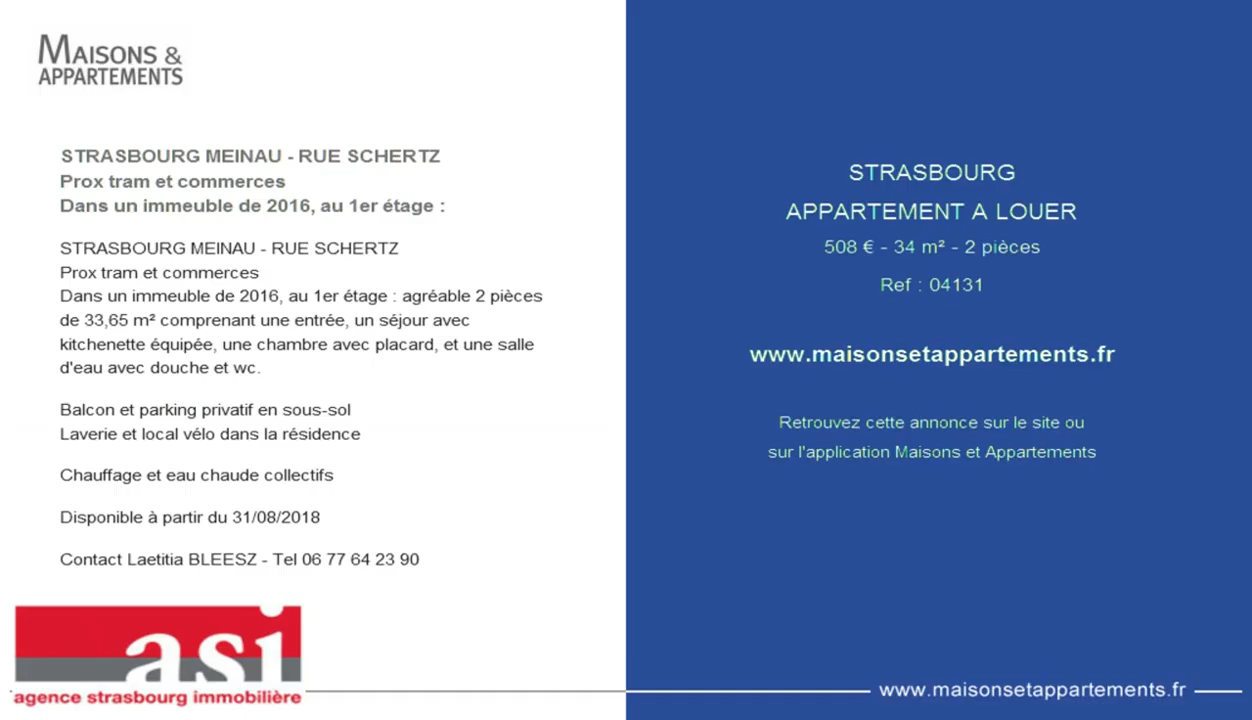 MAISONS &
APPARTEMENTS
STRASBOURG MEINAU - RUE SCHERTZ
Prox tram et commerces
Dans un immeuble de 2016, au 1er étage :
STRASBOURG MEINAU - RUE SCHERTZ
Prox tram et commerces
Dans un immeuble de 2016, au 1er étage : agréable 2 pièces
de 33,65 m² comprenant une entrée, un séjour avec
kitchenette équipée, une chambre avec placard, et une salle
d'eau avec douche et wc.
Balcon et parking privatif en sous-sol
Laverie et local vélo dans la résidence
Chauffage et eau chaude collectifs
Disponible à partir du 31/08/2018
Contact Laetitia BLEESZ - Tel 06 77 64 23 90
asi
agence strasbourg immobilière
STRASBOURG
APPARTEMENT A LOUER
508 € - 34 m² - 2 pièces
Ref : 04131
www.maisonsetappartements.fr
Retrouvez cette annonce sur le site ou
sur l'application Maisons et Appartements
www.maisonsetappartements.fr